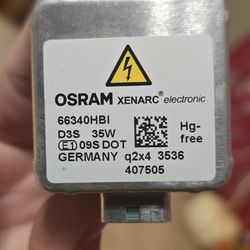 OSRAM XENARC® electronic
66340HBI
D3S 35W
Hg-free
E1 09S DOT
GERMANY q2x4 3536
407505